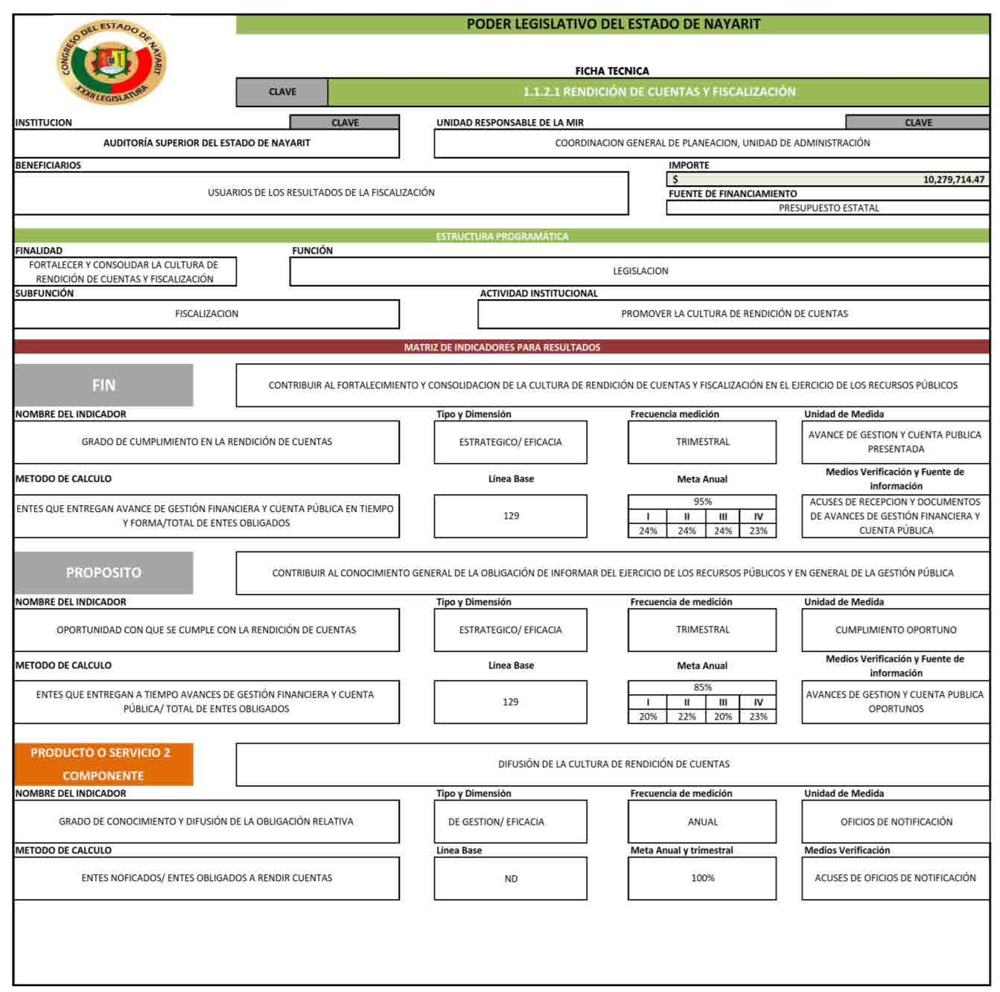 CONGRESO DEL ESTADO DE NAYARIT
XXXII LEGISLATURA
PODER LEGISLATIVO DEL ESTADO DE NAYARIT
FICHA TECNICA
CLAVE
1.1.2.1 RENDICIÓN DE CUENTAS Y FISCALIZACIÓN
INSTITUCION
CLAVE
UNIDAD RESPONSABLE DE LA MIR
CLAVE
AUDITORÍA SUPERIOR DEL ESTADO DE NAYARIT
COORDINACION GENERAL DE PLANEACION, UNIDAD DE ADMINISTRACIÓN
BENEFICIARIOS
IMPORTE
USUARIOS DE LOS RESULTADOS DE LA FISCALIZACIÓN
$ 10,279,714.47
FUENTE DE FINANCIAMIENTO
PRESUPUESTO ESTATAL
ESTRUCTURA PROGRAMÁTICA
FINALIDAD
FUNCIÓN
FORTALECER Y CONSOLIDAR LA CULTURA DE
RENDICIÓN DE CUENTAS Y FISCALIZACIÓN
LEGISLACION
SUBFUNCIÓN
ACTIVIDAD INSTITUCIONAL
FISCALIZACION
PROMOVER LA CULTURA DE RENDICIÓN DE CUENTAS
MATRIZ DE INDICADORES PARA RESULTADOS
FIN
CONTRIBUIR AL FORTALECIMIENTO Y CONSOLIDACION DE LA CULTURA DE RENDICIÓN DE CUENTAS Y FISCALIZACIÓN EN EL EJERCICIO DE LOS RECURSOS PÚBLICOS
NOMBRE DEL INDICADOR
Tipo y Dimensión
Frecuencia medición
Unidad de Medida
GRADO DE CUMPLIMIENTO EN LA RENDICIÓN DE CUENTAS
ESTRATEGICO/ EFICACIA
TRIMESTRAL
AVANCE DE GESTION Y CUENTA PUBLICA
PRESENTADA
METODO DE CALCULO
Línea Base
Meta Anual
Medios Verificación y Fuente de
información
ENTES QUE ENTREGAN AVANCE DE GESTIÓN FINANCIERA Y CUENTA PÚBLICA EN TIEMPO
Y FORMA/TOTAL DE ENTES OBLIGADOS
129
95%
I II III IV
24% 24% 24% 23%
ACUSES DE RECEPCION Y DOCUMENTOS
DE AVANCES DE GESTIÓN FINANCIERA Y
CUENTA PÚBLICA
PROPOSITO
CONTRIBUIR AL CONOCIMIENTO GENERAL DE LA OBLIGACIÓN DE INFORMAR DEL EJERCICIO DE LOS RECURSOS PÚBLICOS Y EN GENERAL DE LA GESTIÓN PÚBLICA
NOMBRE DEL INDICADOR
Tipo y Dimensión
Frecuencia de medición
Unidad de Medida
OPORTUNIDAD CON QUE SE CUMPLE CON LA RENDICIÓN DE CUENTAS
ESTRATEGICO/ EFICACIA
TRIMESTRAL
CUMPLIMIENTO OPORTUNO
METODO DE CALCULO
Línea Base
Meta Anual
Medios Verificación y Fuente de
información
ENTES QUE ENTREGAN A TIEMPO AVANCES DE GESTIÓN FINANCIERA Y CUENTA
PÚBLICA/ TOTAL DE ENTES OBLIGADOS
129
85%
I II III IV
20% 22% 20% 23%
AVANCES DE GESTION Y CUENTA PUBLICA
OPORTUNOS
PRODUCTO O SERVICIO 2
COMPONENTE
DIFUSIÓN DE LA CULTURA DE RENDICIÓN DE CUENTAS
NOMBRE DEL INDICADOR
Tipo y Dimensión
Frecuencia de medición
Unidad de Medida
GRADO DE CONOCIMIENTO Y DIFUSIÓN DE LA OBLIGACIÓN RELATIVA
DE GESTION/ EFICACIA
ANUAL
OFICIOS DE NOTIFICACIÓN
METODO DE CALCULO
Línea Base
Meta Anual y trimestral
Medios Verificación
ENTES NOFICADOS/ ENTES OBLIGADOS A RENDIR CUENTAS
ND
100%
ACUSES DE OFICIOS DE NOTIFICACIÓN